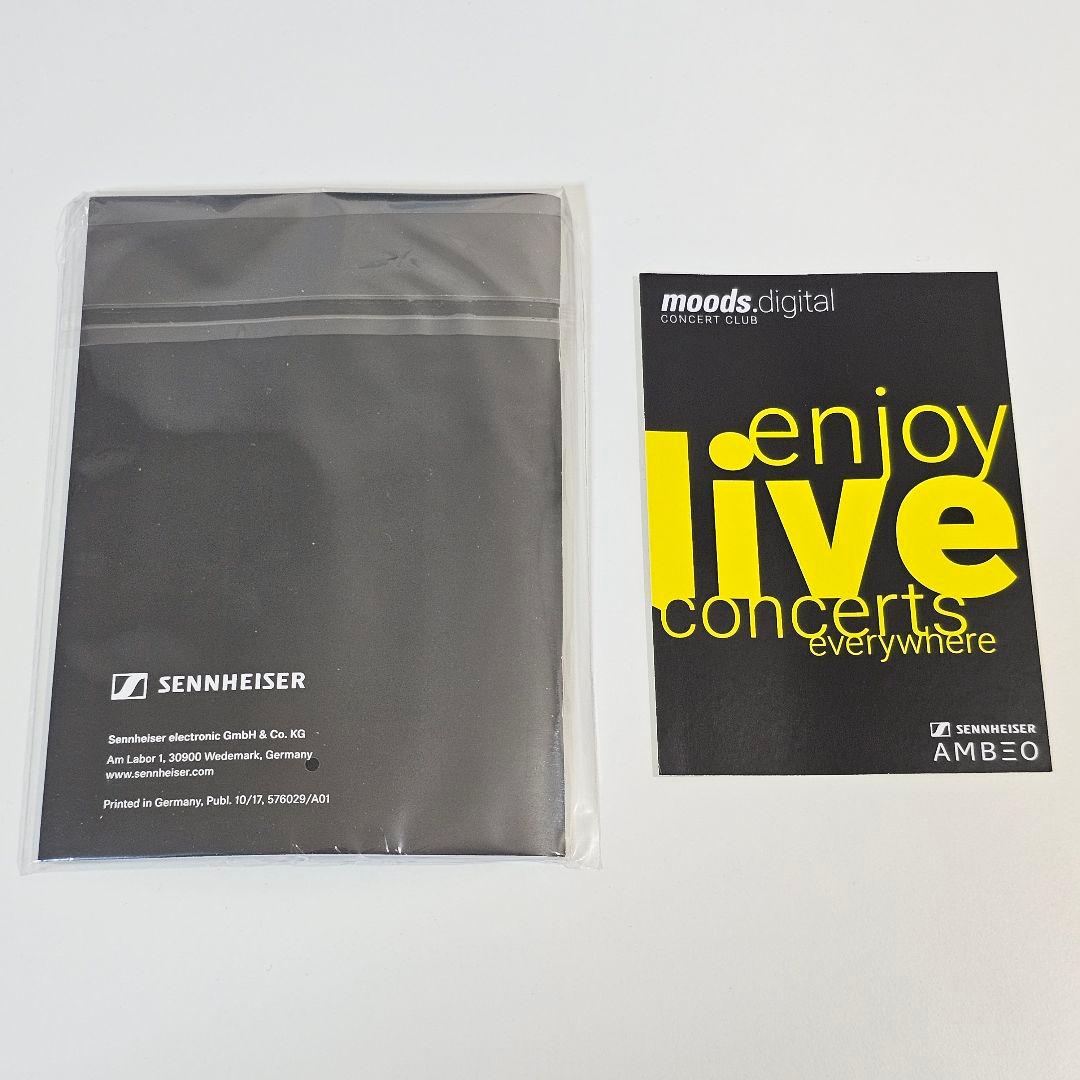 SENNHEISER
Sennheiser electronic GmbH & Co. KG
Am Labor 1, 30900 Wedemark, Germany
www.sennheiser.com
Printed in Germany, Publ. 10/17, 576029/A01
moods.digital
CONCERT CLUB
enjoy
live
concerts
everywhere
SENNHEISER
AMBEO